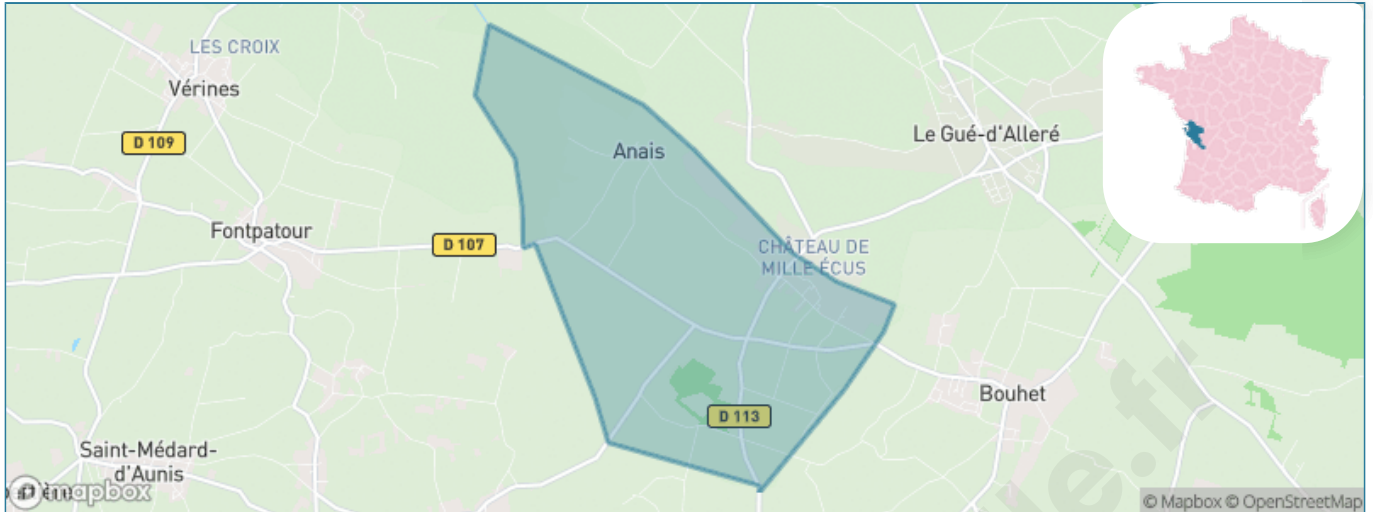 LES CROIX
Vérines
D 109
Le Gué-d'Alleré
Anais
Fontpatour
D 107
CHÂTEAU DE
MILLE ÉCUS
Bouhet
D 113
Saint-Médard-
d'Aunis
mapbox
© Mapbox © OpenStreetMap